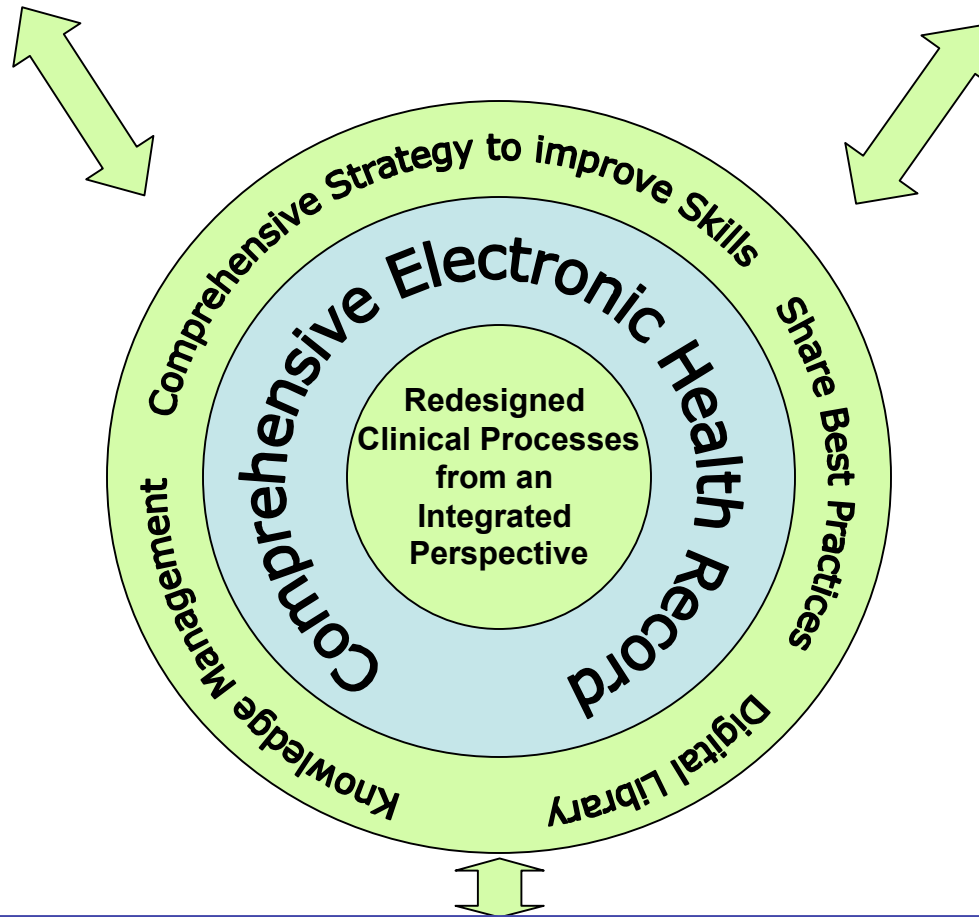 Comprehensive Strategy to improve Skills
Share Best Practices
Digital Library
Knowledge Management
Comprehensive Electronic Health Record
Redesigned
Clinical Processes
from an
Integrated
Perspective